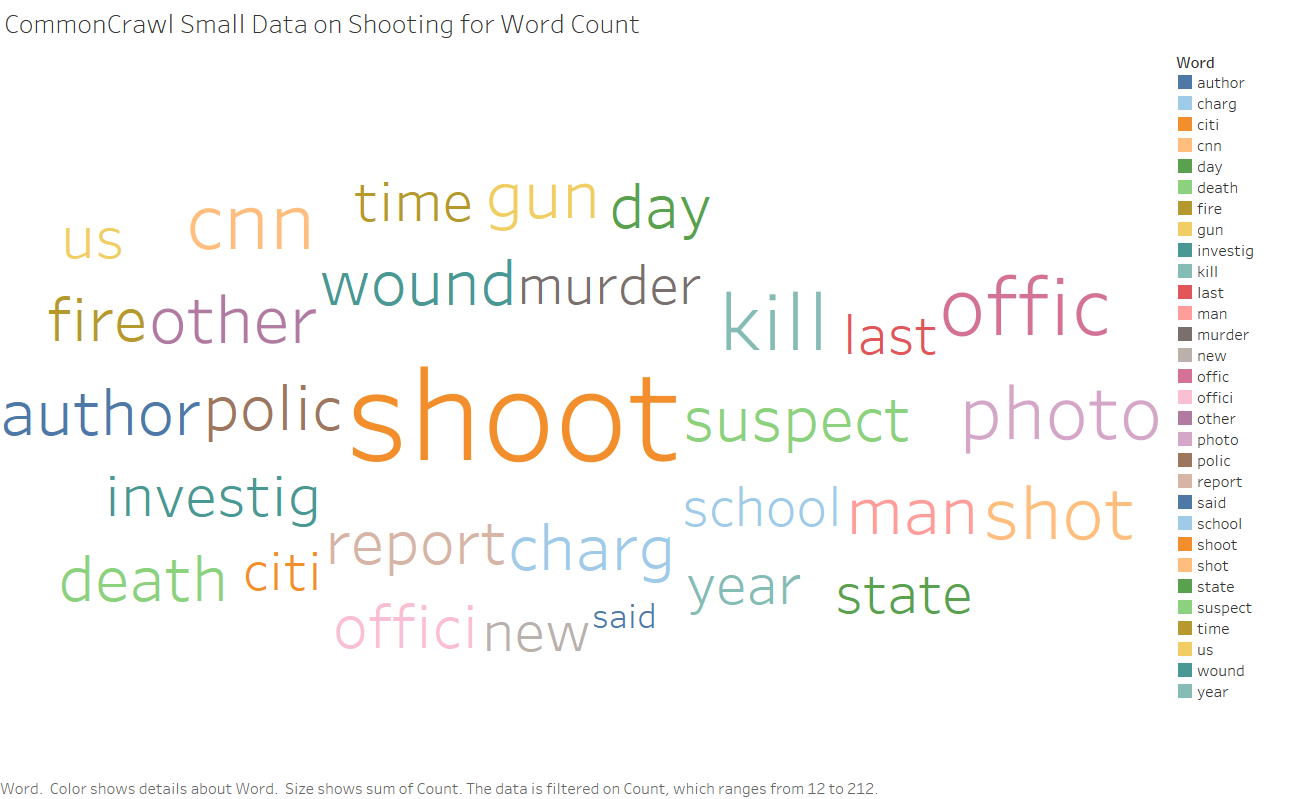 CommonCrawl Small Data on Shooting for Word Count
time gun day
us cnn
wound murder
fire other
kill last offic
author polic shoot suspect photo
investig
school man shot
report charg
death citi
year state
offici new said
Word
author
charg
citi
cnn
day
death
fire
gun
investig
kill
last
man
murder
new
offic
offici
other
photo
polic
report
said
school
shoot
shot
state
suspect
time
us
wound
year
Word. Color shows details about Word. Size shows sum of Count. The data is filtered on Count, which ranges from 12 to 212.